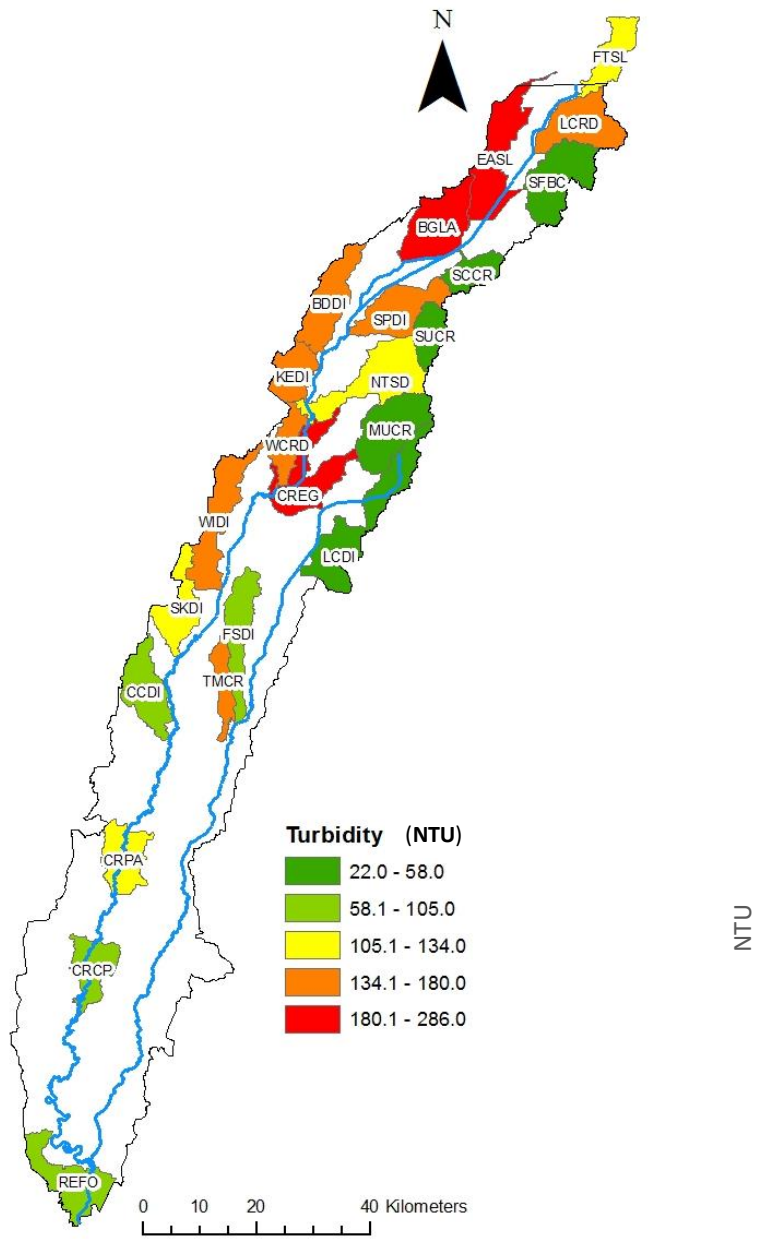 N
FTSL
LCRD
EASL
SFBC
BGLA
SCCR
BDDI
SPDI
SUCR
KEDI
NTSD
MUCR
WCRD
CREG
WIDI
LCDI
SKDI
FSDI
TMCR
CCDI
Turbidity (NTU)
22.0 - 58.0
58.1 - 105.0
105.1 - 134.0
134.1 - 180.0
180.1 - 286.0
CRPA
NTU
CRCP
REFO
0 10 20 40 Kilometers